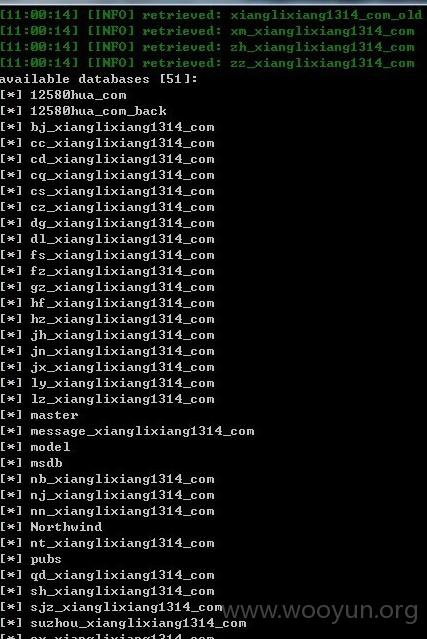 [11:00:14] [INFO] retrieved: xianglixiang1314_com_old
[11:00:14] [INFO] retrieved: xm_xianglixiang1314_com
[11:00:14] [INFO] retrieved: zh_xianglixiang1314_com
[11:00:14] [INFO] retrieved: zz_xianglixiang1314_com
available databases [51]:
[*] 12580hua_com
[*] 12580hua_com_back
[*] bj_xianglixiang1314_com
[*] cc_xianglixiang1314_com
[*] cd_xianglixiang1314_com
[*] cq_xianglixiang1314_com
[*] cs_xianglixiang1314_com
[*] cz_xianglixiang1314_com
[*] dg_xianglixiang1314_com
[*] dl_xianglixiang1314_com
[*] fs_xianglixiang1314_com
[*] fz_xianglixiang1314_com
[*] gz_xianglixiang1314_com
[*] hf_xianglixiang1314_com
[*] hz_xianglixiang1314_com
[*] jh_xianglixiang1314_com
[*] jn_xianglixiang1314_com
[*] jx_xianglixiang1314_com
[*] ly_xianglixiang1314_com
[*] lz_xianglixiang1314_com
[*] master
[*] message_xianglixiang1314_com
[*] model
[*] msdb
[*] nb_xianglixiang1314_com
[*] nj_xianglixiang1314_com
[*] nn_xianglixiang1314_com
[*] Northwind
[*] nt_xianglixiang1314_com
[*] pubs
[*] qd_xianglixiang1314_com
[*] sh_xianglixiang1314_com
[*] sjz_xianglixiang1314_com
[*] suzhou_xianglixiang1314_com
www.wooyun.org